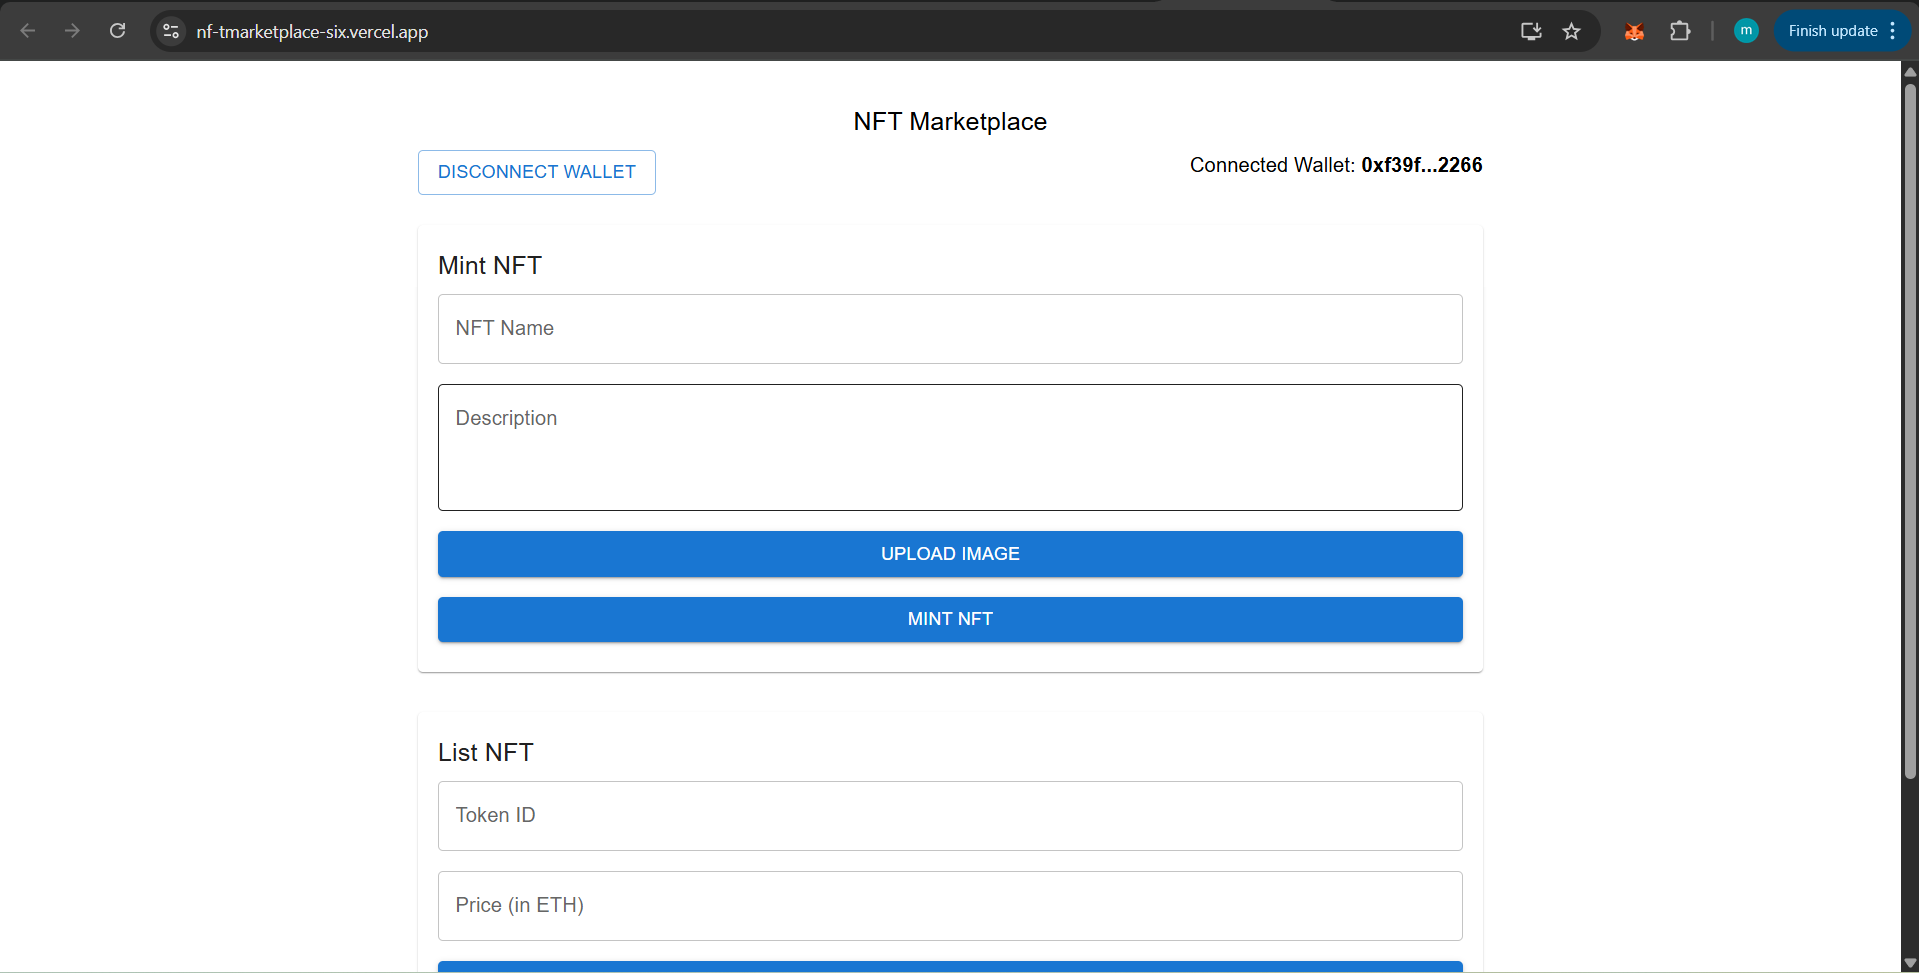 nf-tmarketplace-six.vercel.app
m
Finish update
NFT Marketplace
DISCONNECT WALLET
Connected Wallet: 0xf39f...2266
Mint NFT
NFT Name
Description
UPLOAD IMAGE
MINT NFT
List NFT
Token ID
Price (in ETH)